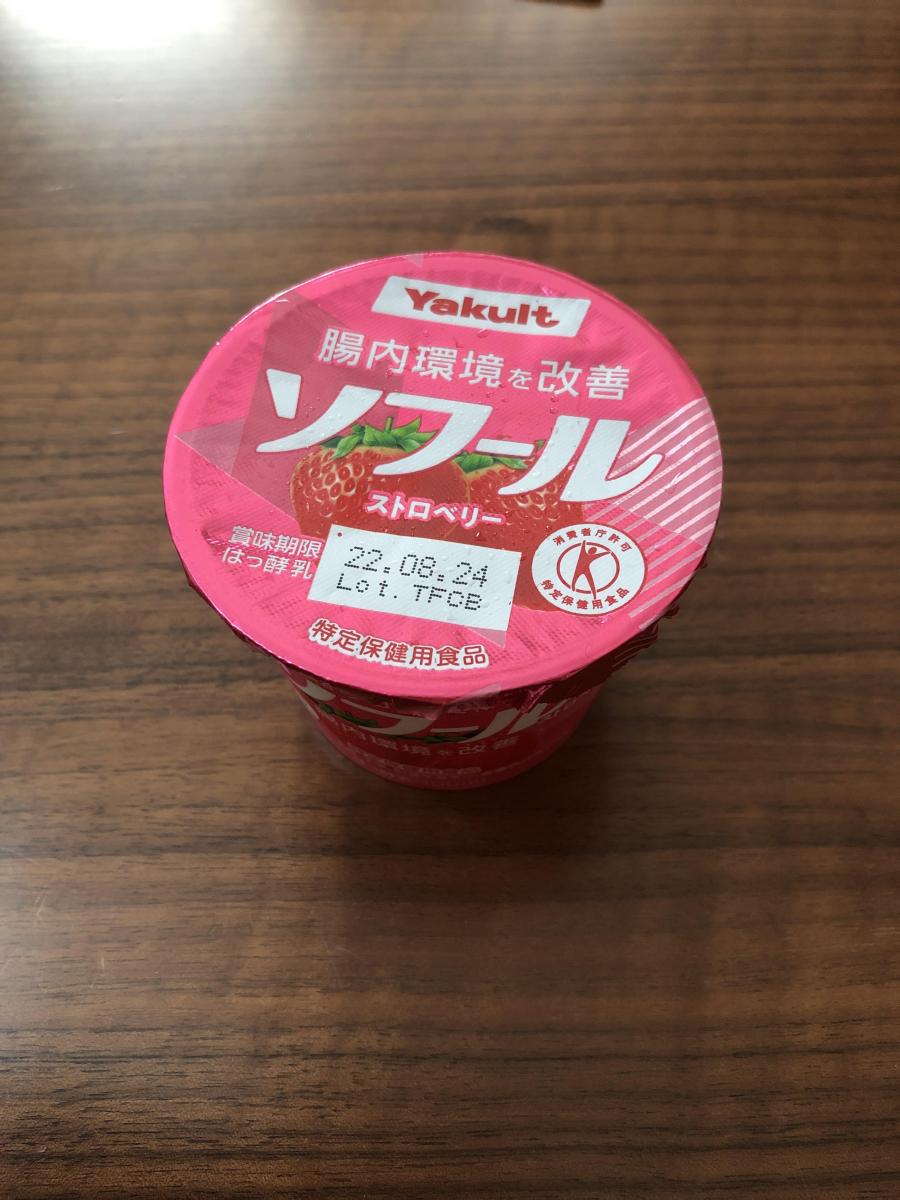 Yakult
腸内環境を改善
ソフール
ストロベリー
賞味期限
はっ酵乳
22.08.24
Lot. TFCB
消費者庁許可
特定保健用食品
特定保健用食品
ソフール
内環境を改善